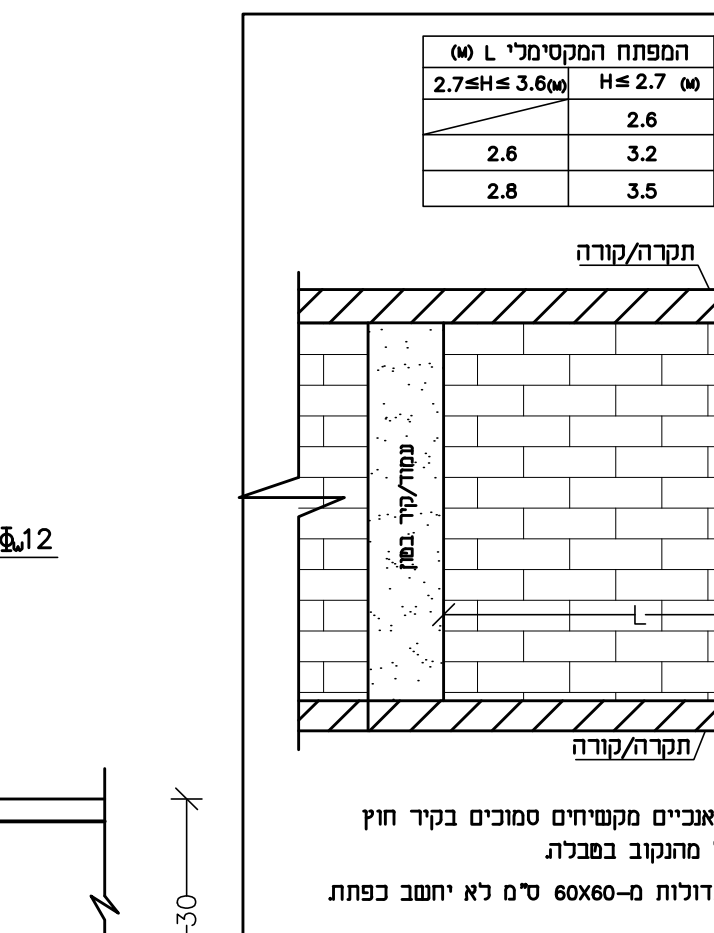 המפתח המקסימלי L (M)
H≤ 2.7 (M) 2.7≤H≤ 3.6(M)
2.6
3.2 2.6
3.5 2.8
תקרה/קורה
עמוד/קיר בטון
L
תקרה/קורה
Φ12
30
אנכיים מקשיחים סמוכים בקיר חוץ
מהנקוב בטבלה.
דולות מ-60X60 ס"מ לא יחשב כפתח.